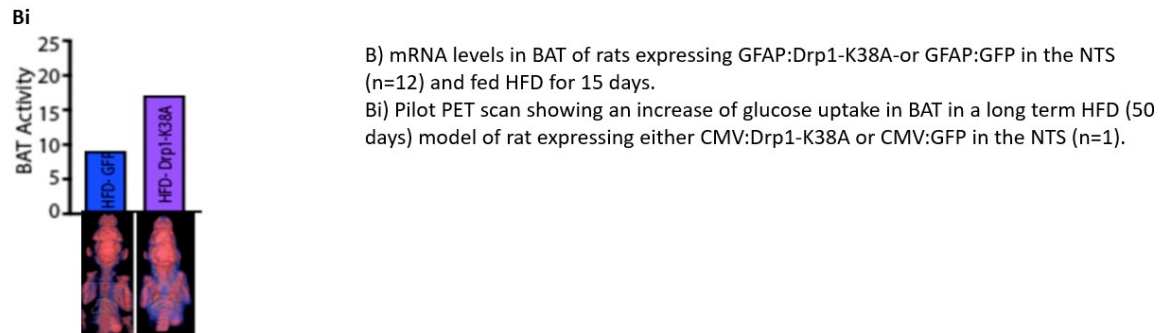 Bi
25
20
15
10
5
0
BAT Activity
HFD- GFP
HFD- Drp1-K38A
B) mRNA levels in BAT of rats expressing GFAP:Drp1-K38A-or GFAP:GFP in the NTS
(n=12) and fed HFD for 15 days.
Bi) Pilot PET scan showing an increase of glucose uptake in BAT in a long term HFD (50
days) model of rat expressing either CMV:Drp1-K38A or CMV:GFP in the NTS (n=1).